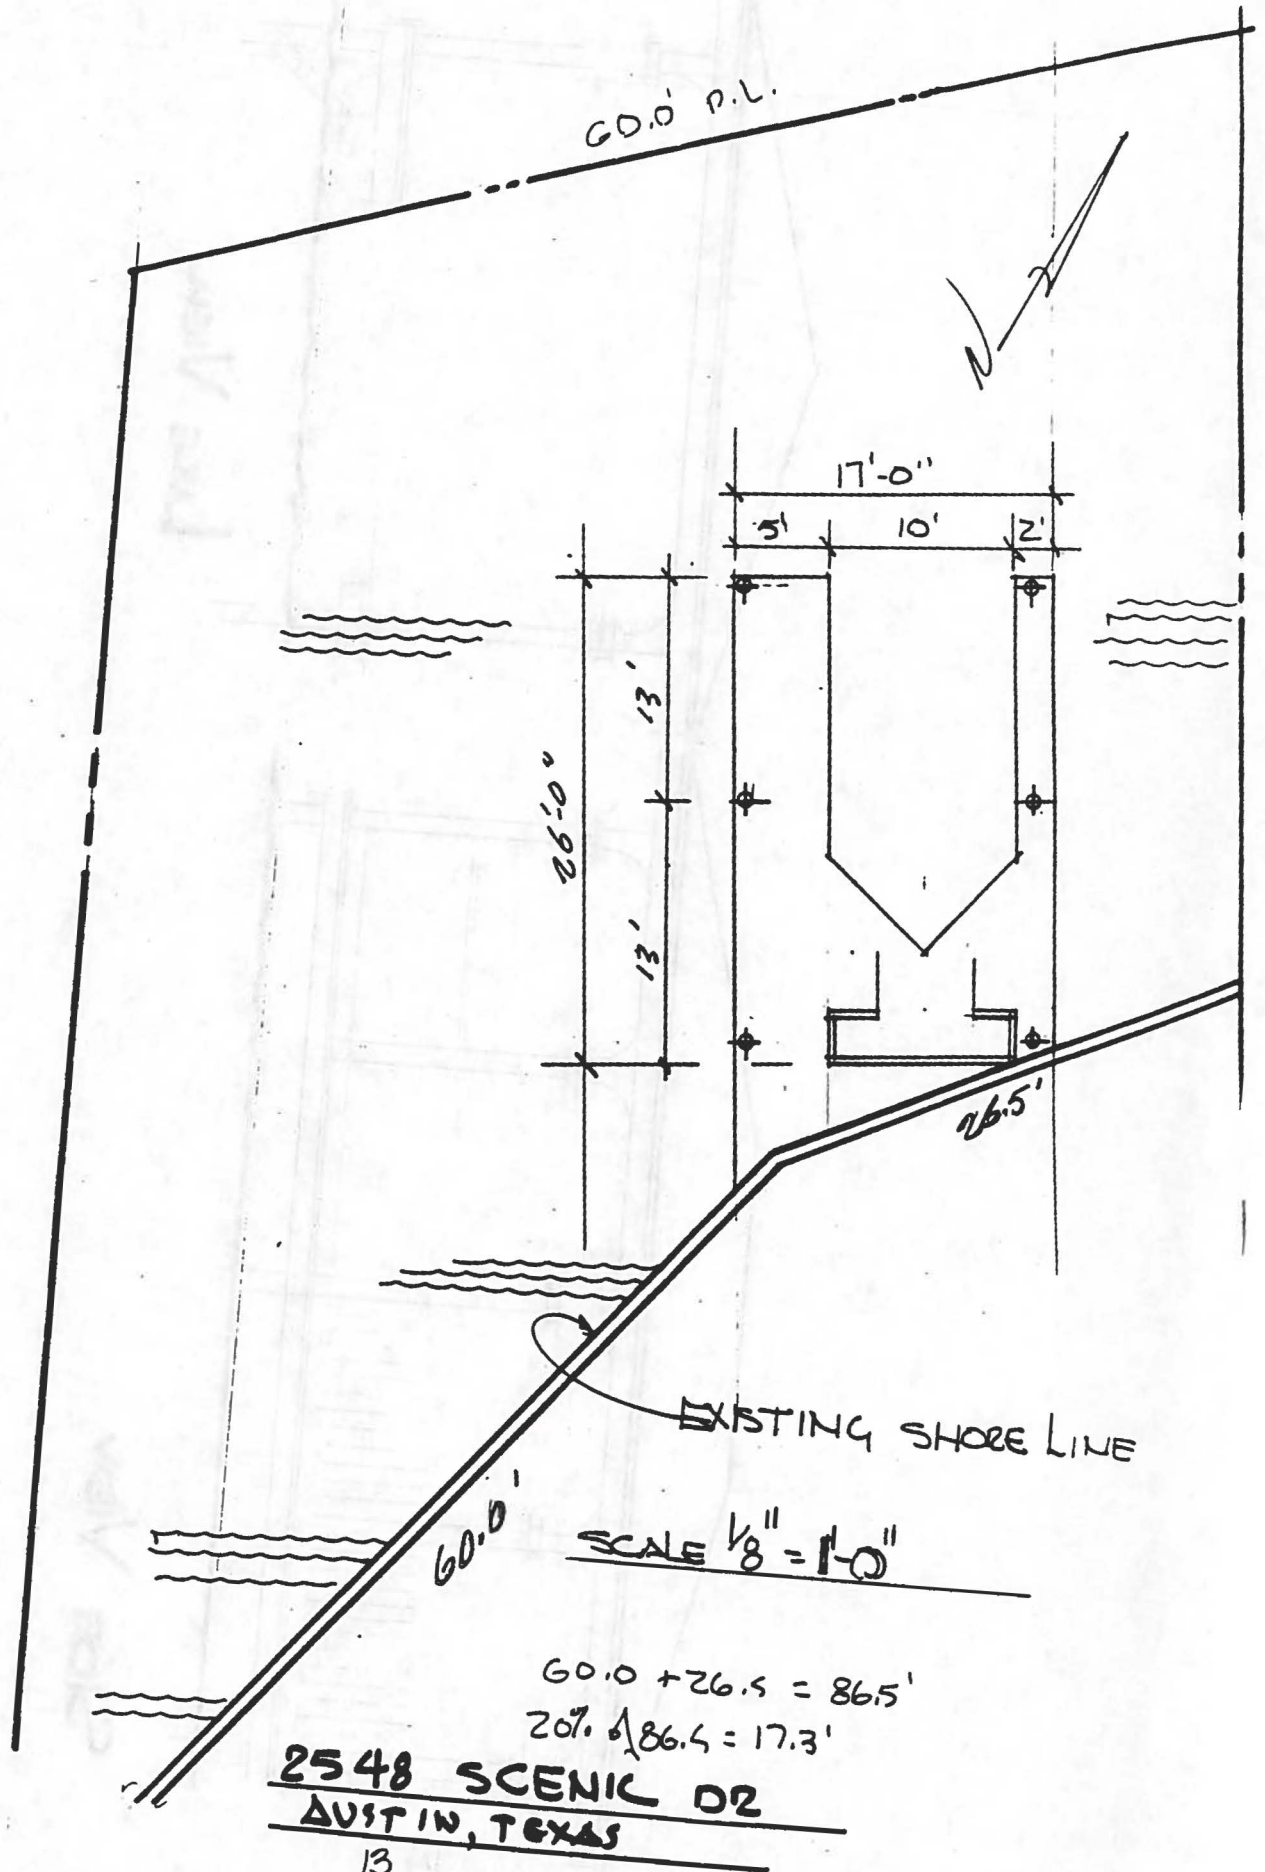 60.0' P.L.
N
17'-0"
5' 10' 2'
13'
26'-0"
13'
26.5'
EXISTING SHORE LINE
60.0'
SCALE 1/8" = 1'-0"
60.0 + 26.5 = 86.5'
20% of 86.5 = 17.3'
2548 SCENIC DR
AUSTIN, TEXAS
13